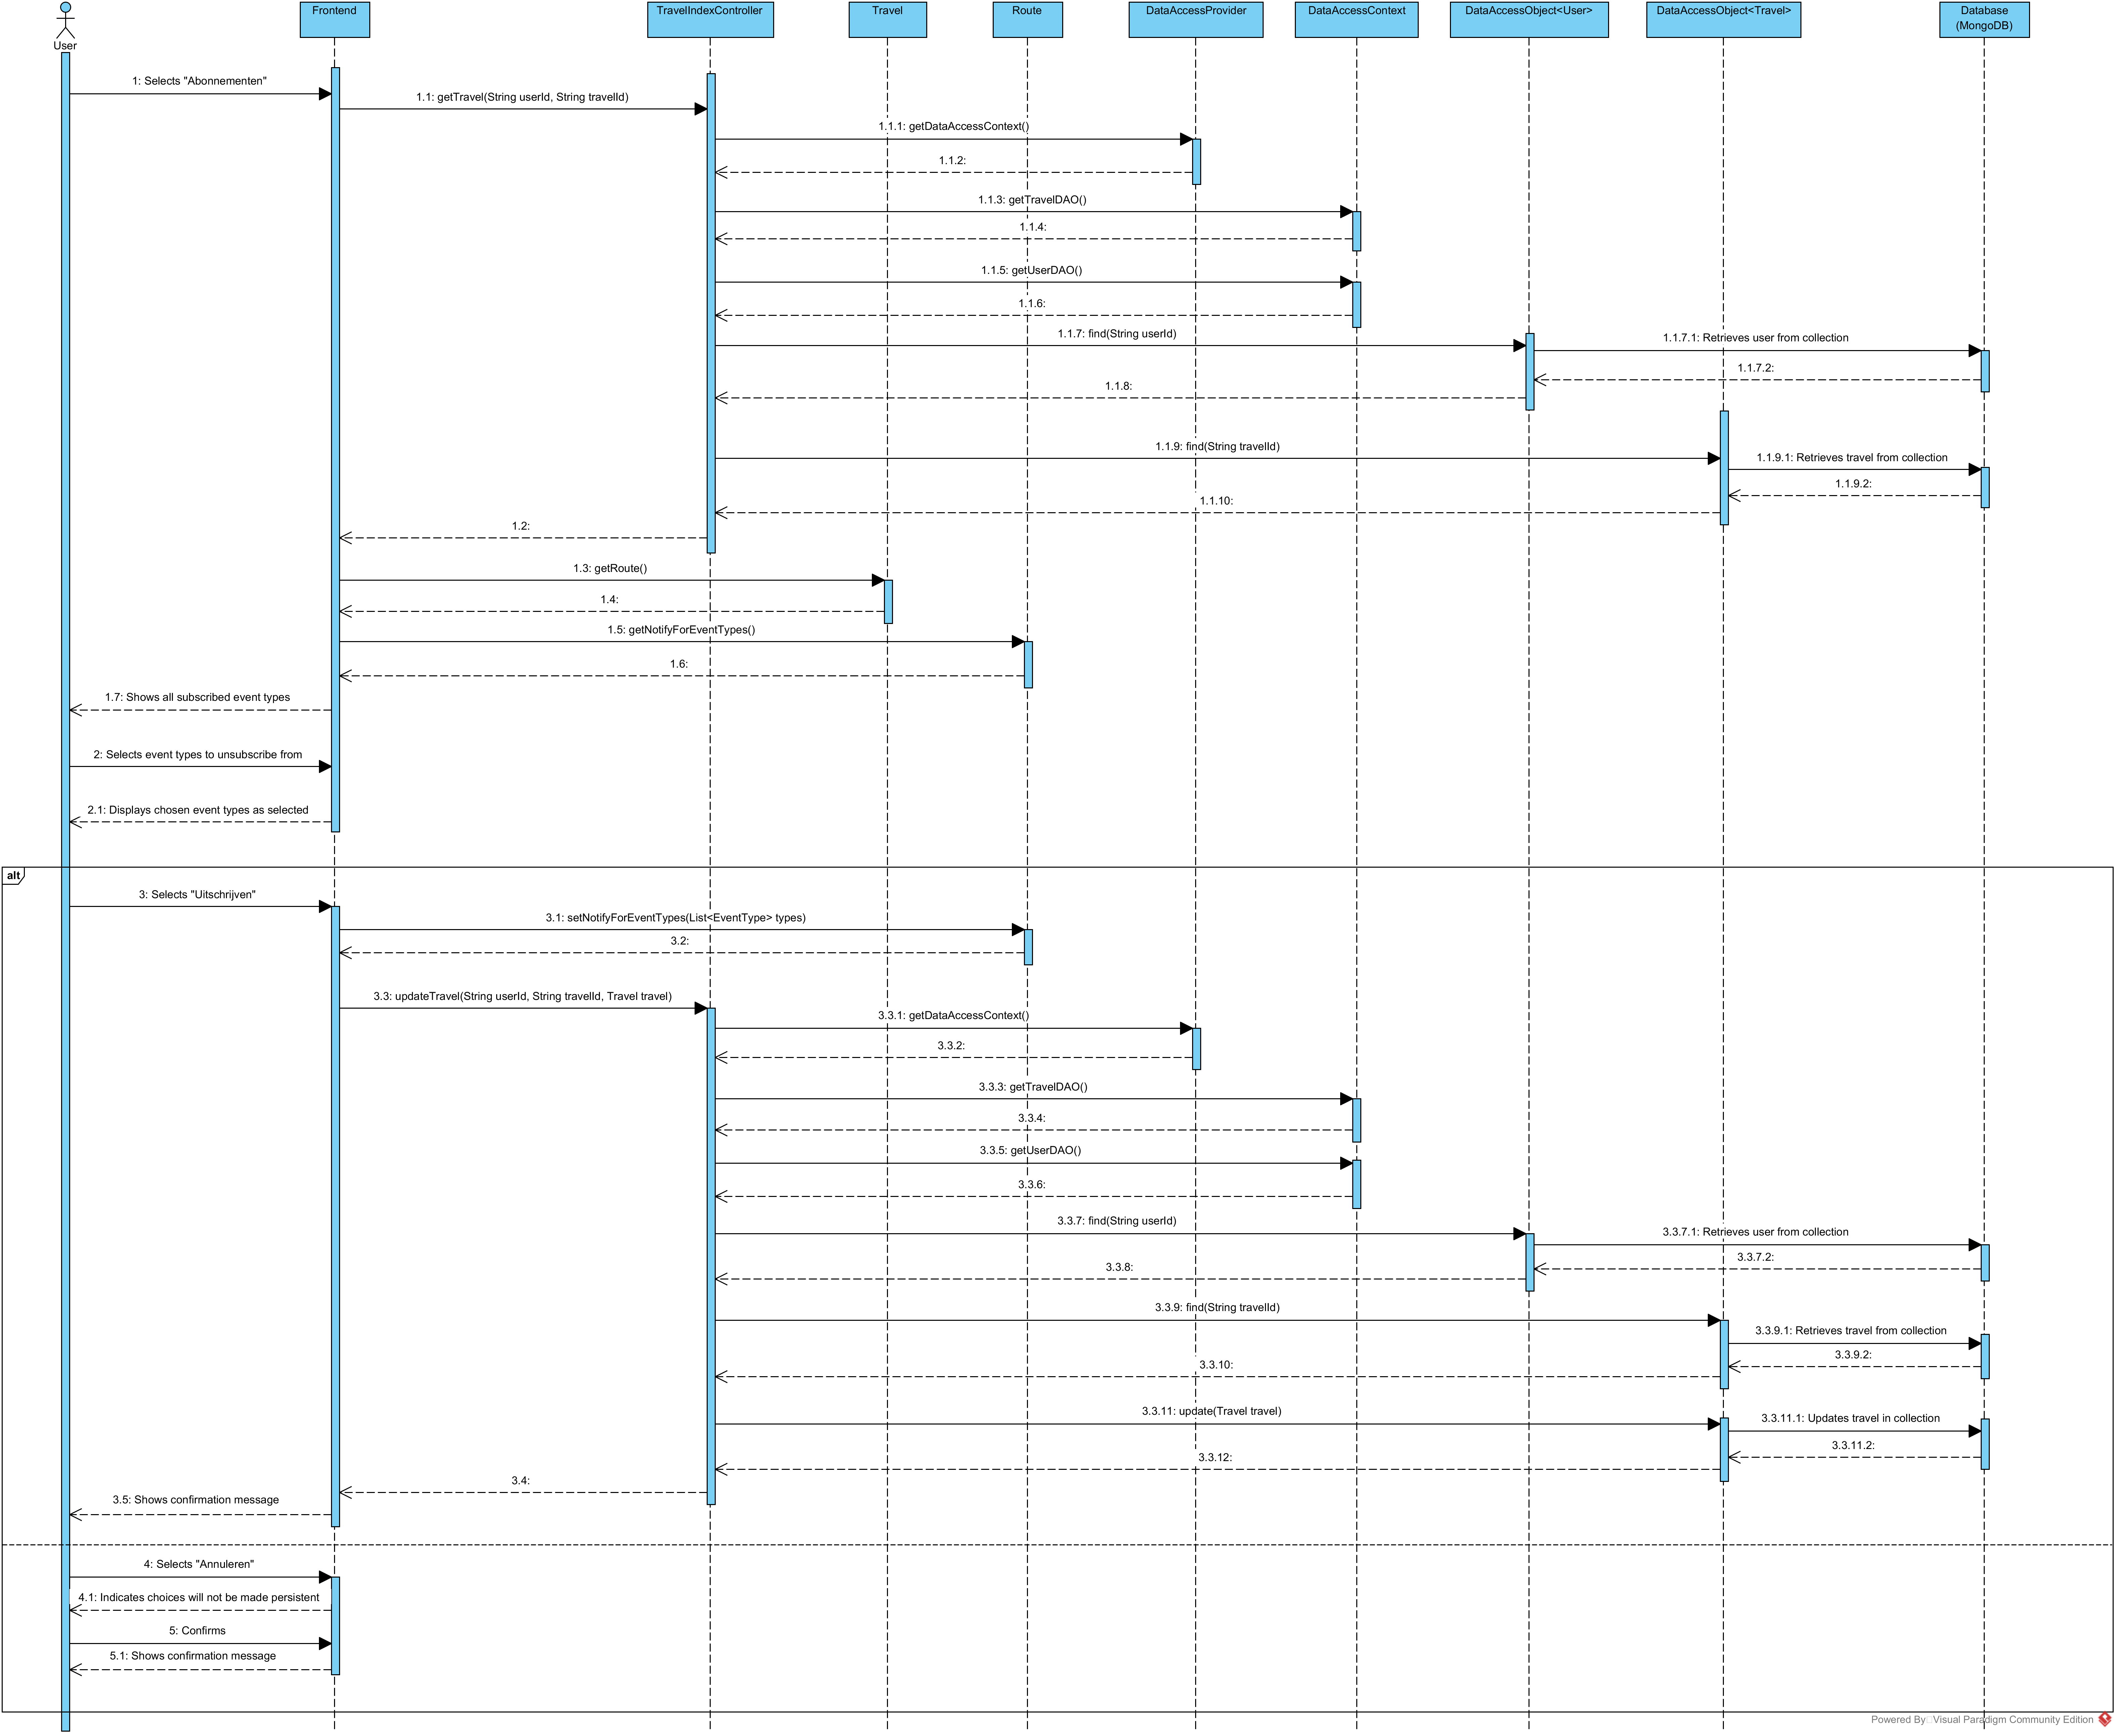 User
Frontend
TravelIndexController
Travel
Route
DataAccessProvider
DataAccessContext
DataAccessObject<User>
DataAccessObject<Travel>
Database
(MongoDB)
1: Selects "Abonnementen"
1.1: getTravel(String userId, String travelId)
1.1.1: getDataAccessContext()
1.1.2:
1.1.3: getTravelDAO()
1.1.4:
1.1.5: getUserDAO()
1.1.6:
1.1.7: find(String userId)
1.1.7.1: Retrieves user from collection
1.1.7.2:
1.1.8:
1.1.9: find(String travelId)
1.1.9.1: Retrieves travel from collection
1.1.9.2:
1.1.10:
1.2:
1.3: getRoute()
1.4:
1.5: getNotifyForEventTypes()
1.6:
1.7: Shows all subscribed event types
2: Selects event types to unsubscribe from
2.1: Displays chosen event types as selected
alt
3: Selects "Uitschrijven"
3.1: setNotifyForEventTypes(List<EventType> types)
3.2:
3.3: updateTravel(String userId, String travelId, Travel travel)
3.3.1: getDataAccessContext()
3.3.2:
3.3.3: getTravelDAO()
3.3.4:
3.3.5: getUserDAO()
3.3.6:
3.3.7: find(String userId)
3.3.7.1: Retrieves user from collection
3.3.7.2:
3.3.8:
3.3.9: find(String travelId)
3.3.9.1: Retrieves travel from collection
3.3.9.2:
3.3.10:
3.3.11: update(Travel travel)
3.3.11.1: Updates travel in collection
3.3.11.2:
3.3.12:
3.4:
3.5: Shows confirmation message
4: Selects "Annuleren"
4.1: Indicates choices will not be made persistent
5: Confirms
5.1: Shows confirmation message
Powered By Visual Paradigm Community Edition